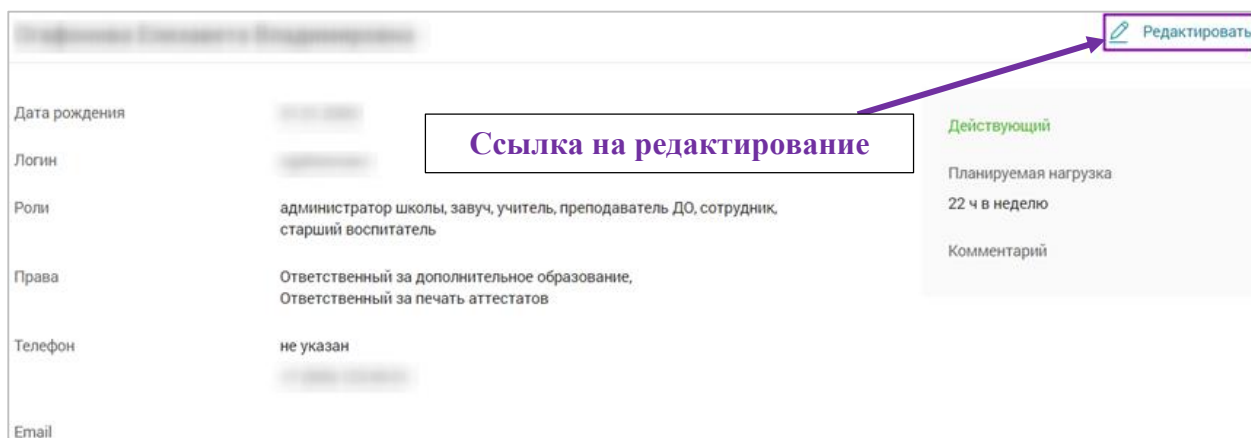 Редактировать
Дата рождения
Ссылка на редактирование
Действующий
Логин
Планируемая нагрузка
22 ч в неделю
Роли
администратор школы, завуч, учитель, преподаватель ДО, сотрудник,
старший воспитатель
Комментарий
Права
Ответственный за дополнительное образование,
Ответственный за печать аттестатов
Телефон
не указан
Email